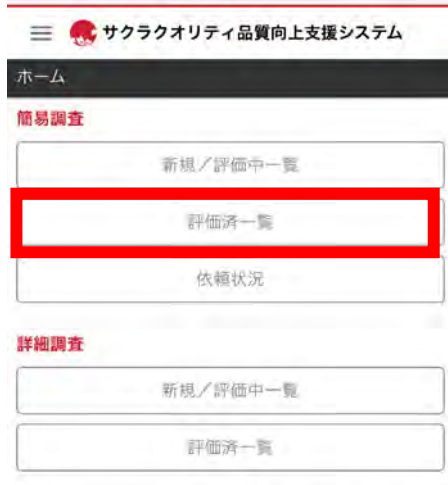 サクラクオリティ品質向上支援システム
ホーム
簡易調査
新規／評価中一覧
評価済一覧
依頼状況
詳細調査
新規／評価中一覧
評価済一覧